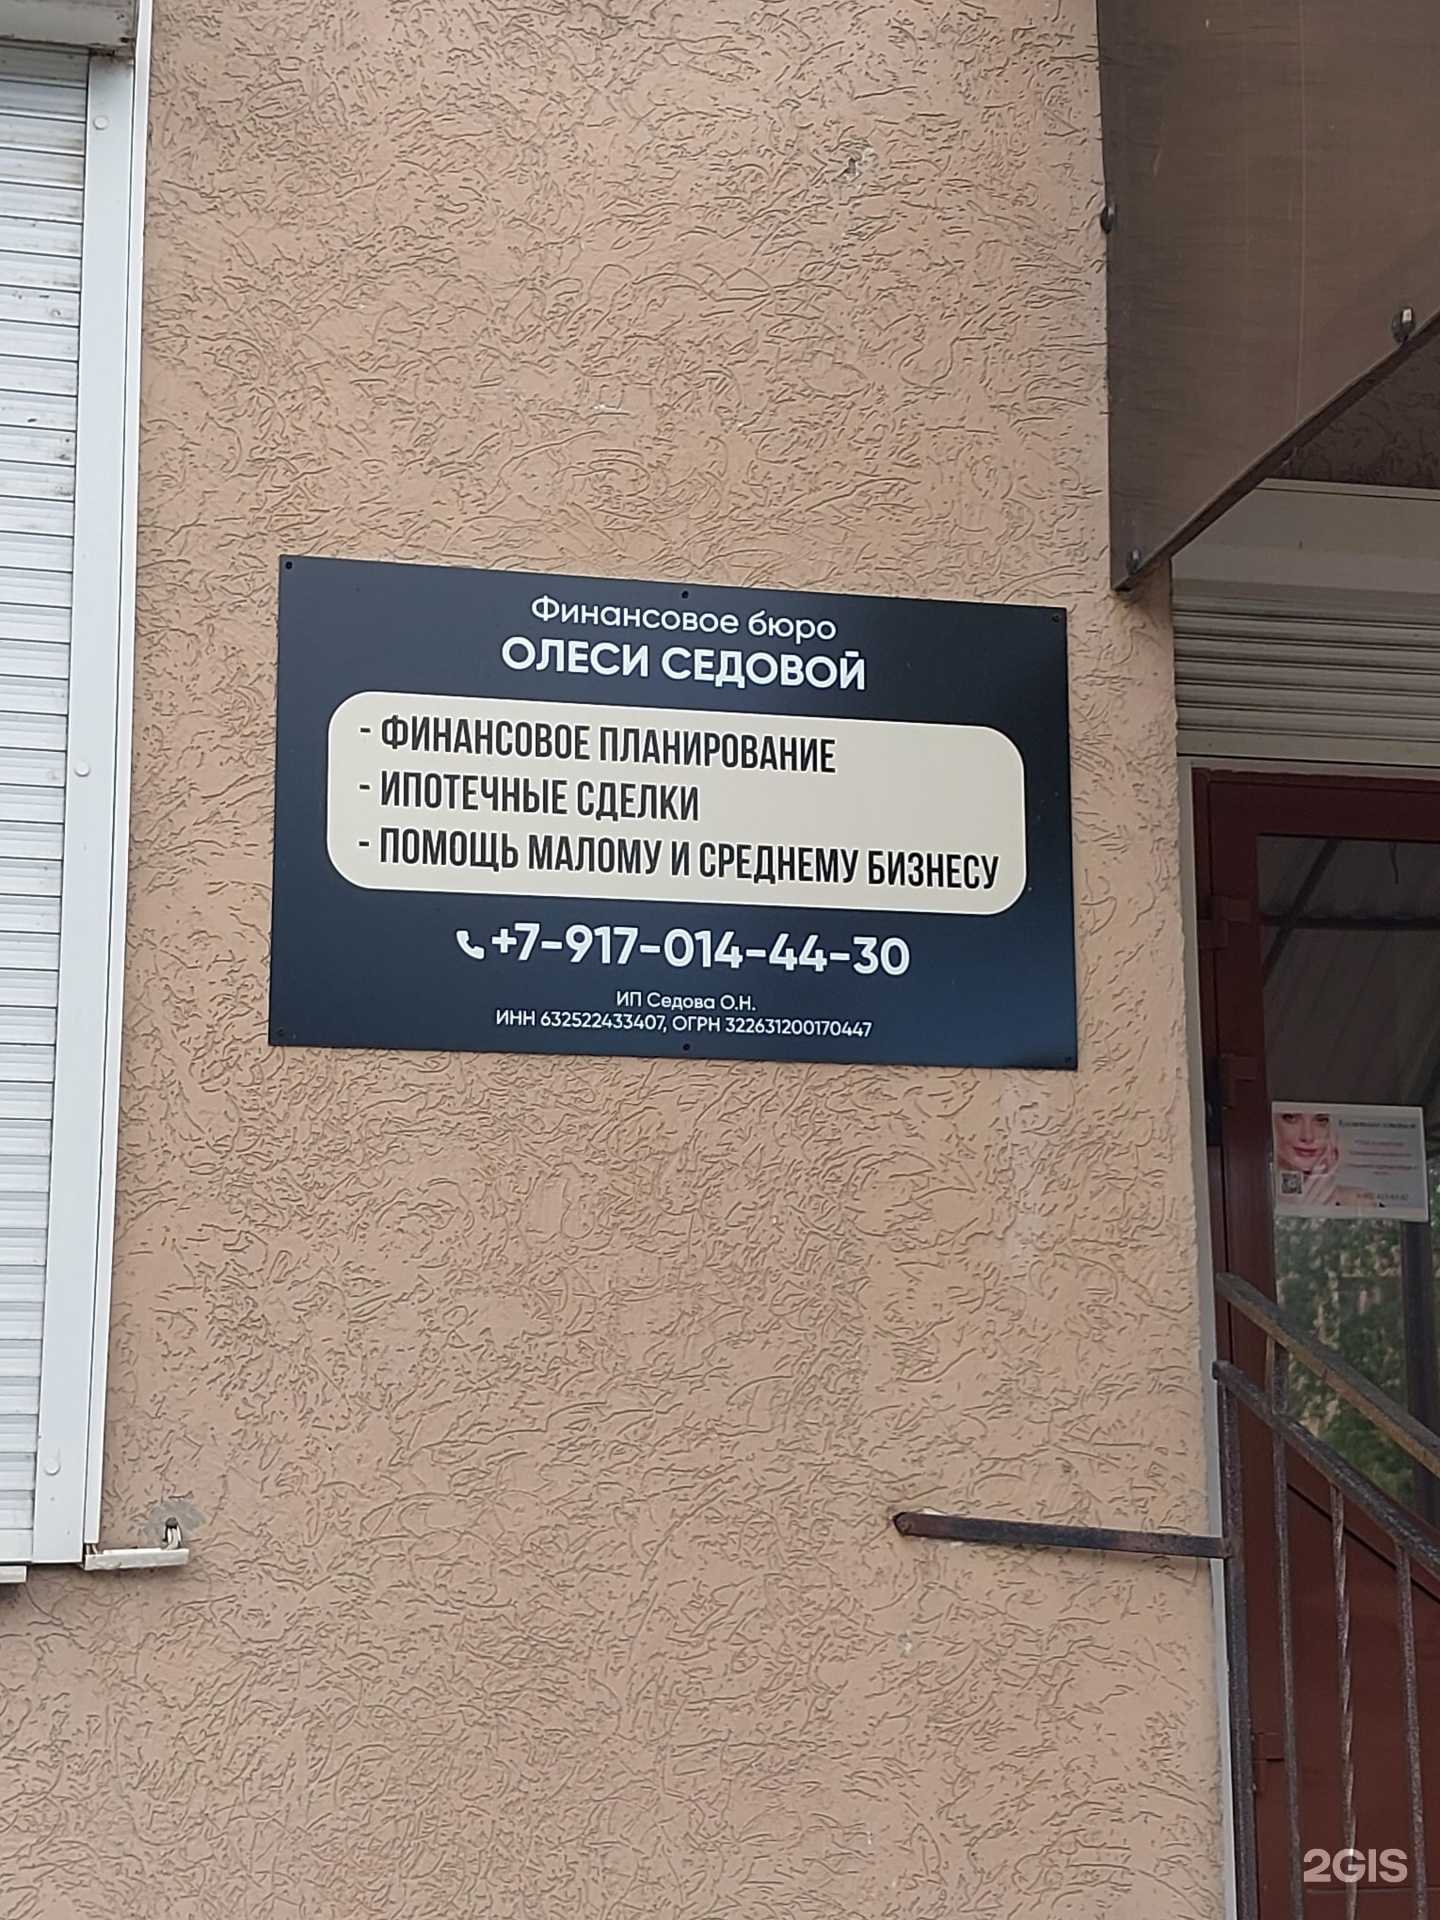 Финансовое бюро
ОЛЕСИ СЕДОВОЙ
- ФИНАНСОВОЕ ПЛАНИРОВАНИЕ
- ИПОТЕЧНЫЕ СДЕЛКИ
- ПОМОЩЬ МАЛОМУ И СРЕДНЕМУ БИЗНЕСУ
+7-917-014-44-30
ИП Седова О.Н.
ИНН 632522433407, ОГРН 322631200170447
2GIS